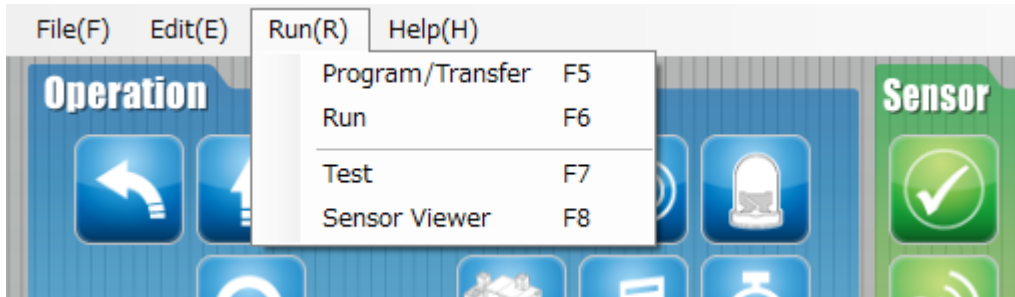 File(F) Edit(E) Run(R) Help(H)
Operation
Program/Transfer F5
Run F6
Test F7
Sensor Viewer F8
Sensor